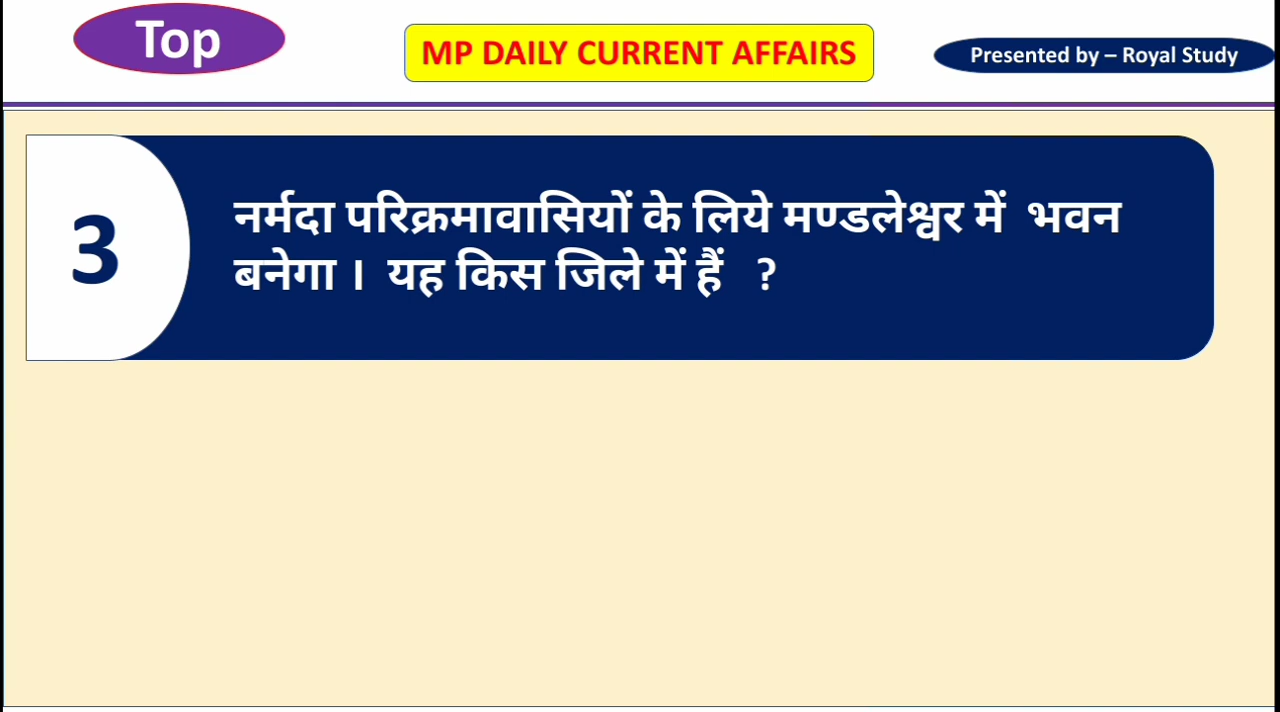 Top
MP DAILY CURRENT AFFAIRS
Presented by – Royal Study
3
नर्मदा परिक्रमावासियों के लिये मण्डलेश्वर में भवन
बनेगा । यह किस जिले में हैं ?